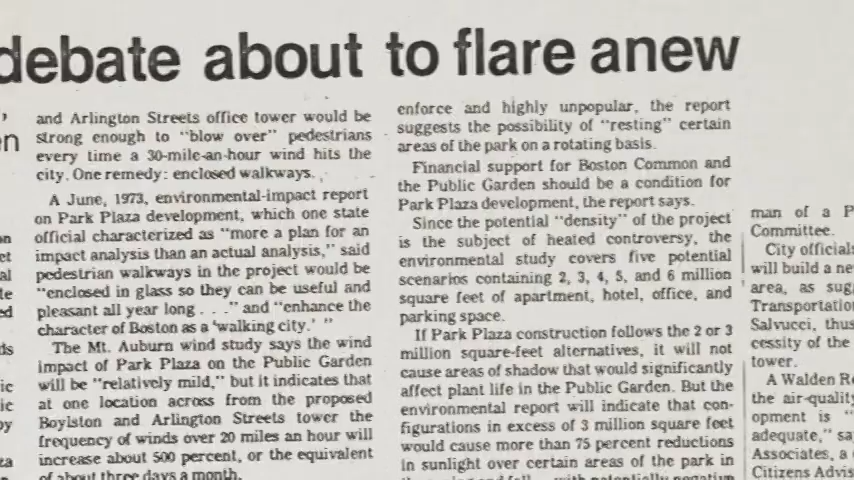 debate about to flare anew
and Arlington Streets office tower would be
strong enough to "blow over" pedestrians
every time a 30-mile-an-hour wind hits the
city. One remedy: enclosed walkways.
A June, 1973, environmental-impact report
on Park Plaza development, which one state
official characterized as "more a plan for an
impact analysis than an actual analysis," said
pedestrian walkways in the project would be
"enclosed in glass so they can be useful and
pleasant all year long . . ." and "enhance the
character of Boston as a 'walking city.' "
The Mt. Auburn wind study says the wind
impact of Park Plaza on the Public Garden
will be "relatively mild," but it indicates that
at one location across from the proposed
Boylston and Arlington Streets tower the
frequency of winds over 20 miles an hour will
increase about 500 percent, or the equivalent
of about three days a month.
enforce and highly unpopular, the report
suggests the possibility of "resting" certain
areas of the park on a rotating basis.
Financial support for Boston Common and
the Public Garden should be a condition for
Park Plaza development, the report says.
Since the potential "density" of the project
is the subject of heated controversy, the
environmental study covers five potential
scenarios containing 2, 3, 4, 5, and 6 million
square feet of apartment, hotel, office, and
parking space.
If Park Plaza construction follows the 2 or 3
million square-feet alternatives, it will not
cause areas of shadow that would significantly
affect plant life in the Public Garden. But the
environmental report will indicate that con-
figurations in excess of 3 million square feet
would cause more than 75 percent reductions
in sunlight over certain areas of the park in
man of a P
Committee.
City officials
will build a ne
area, as sug
Transportation
Salvucci, thus
cessity of the
tower.
A Walden Re
the air-quality
opment is "
adequate," sa
Associates, a
Citizens Advis